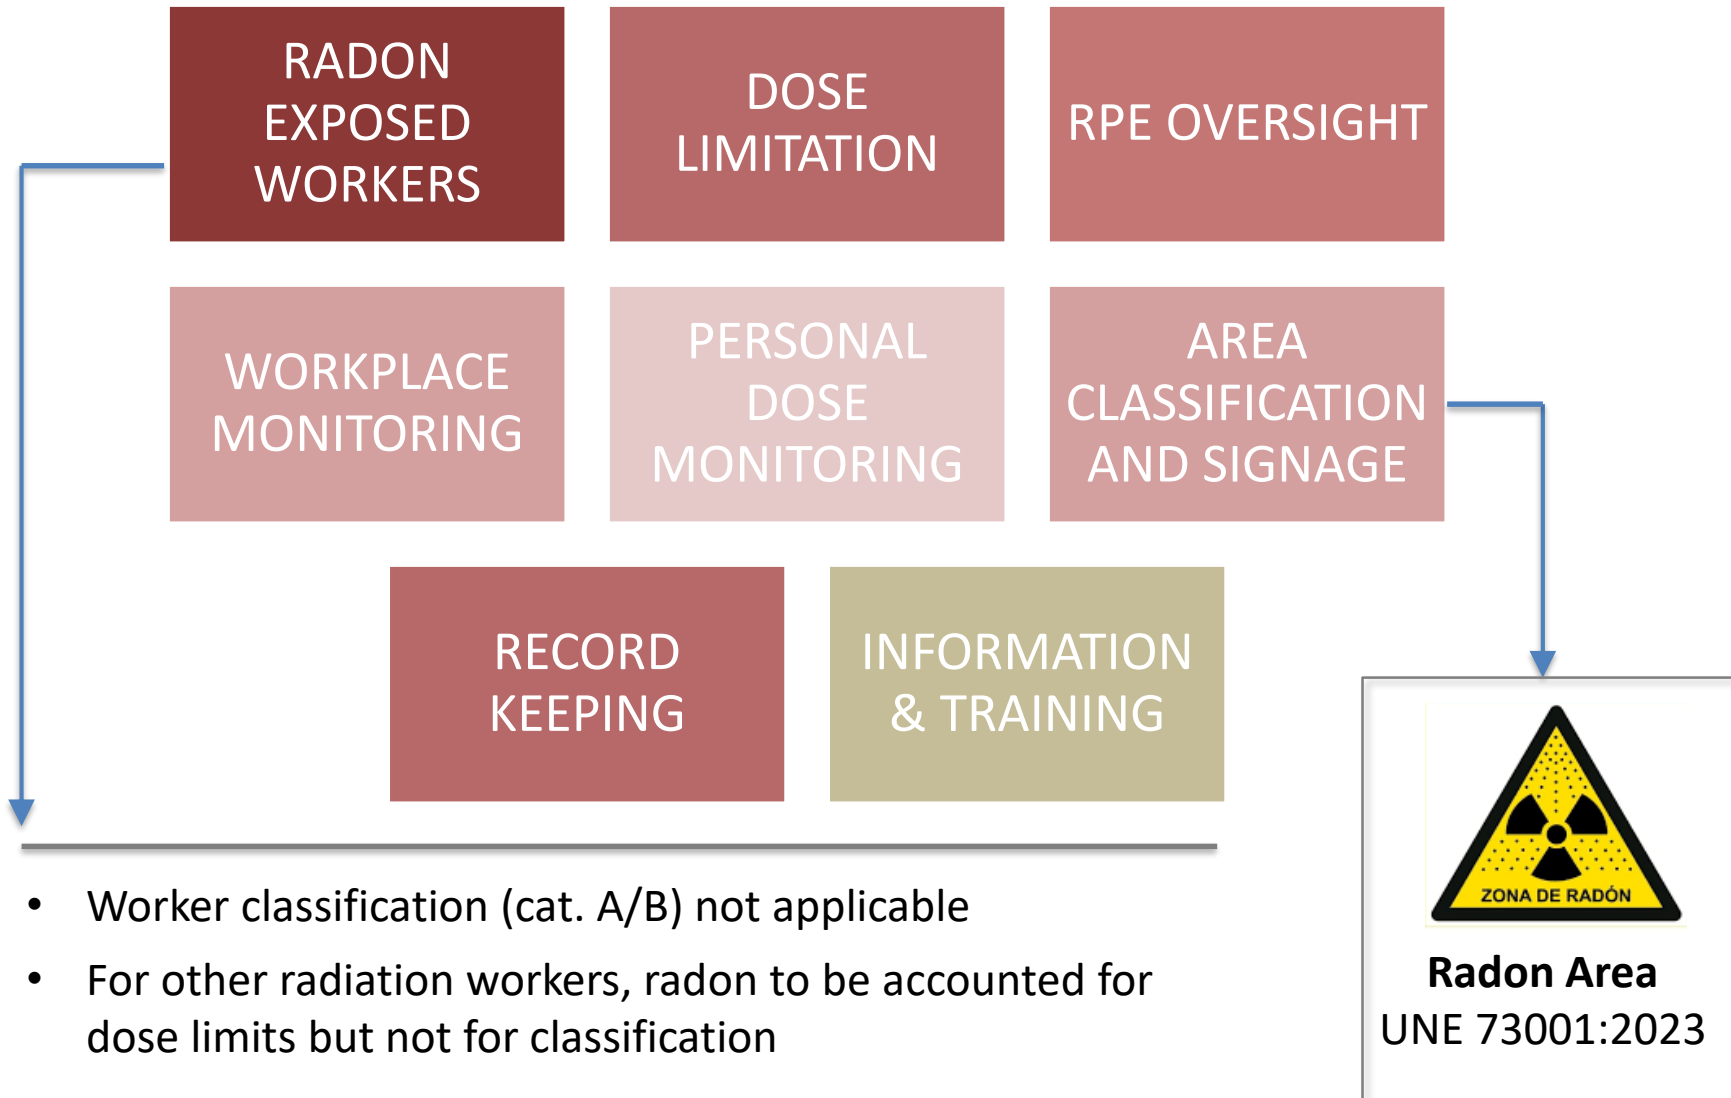 RADON
EXPOSED
WORKERS
DOSE
LIMITATION
RPE OVERSIGHT
WORKPLACE
MONITORING
PERSONAL
DOSE
MONITORING
AREA
CLASSIFICATION
AND SIGNAGE
RECORD
KEEPING
INFORMATION
& TRAINING
• Worker classification (cat. A/B) not applicable
• For other radiation workers, radon to be accounted for
dose limits but not for classification
ZONA DE RADÓN
Radon Area
UNE 73001:2023